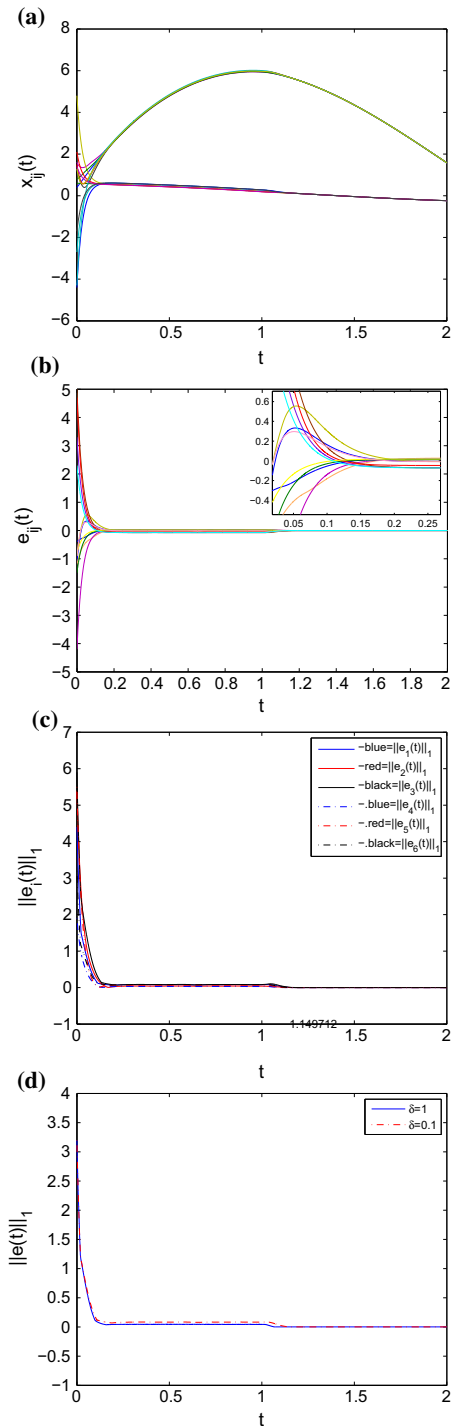 (a)
8
6
4
2
0
−2
−4
−6
x_ij(t)
0 0.5 1 1.5 2
t
(b)
5
4
3
2
1
0
−1
−2
−3
−4
5
e_ij(t)
0.6
0.4
0.2
0
−0.2
−0.4
0.05 0.1 0.15 0.2 0.25
0 0.2 0.4 0.6 0.8 1 1.2 1.4 1.6 1.8 2
t
(c)
7
6
5
4
3
2
1
0
−1
||e_i(t)||_1
−blue=||e_1(t)||_1
−red=||e_2(t)||_1
−black=||e_3(t)||_1
−.blue=||e_4(t)||_1
−.red=||e_5(t)||_1
−.black=||e_6(t)||_1
1.149712
0 0.5 1 1.5 2
t
(d)
4
3.5
3
2.5
2
1.5
1
0.5
0
−0.5
−1
||e(t)||_1
δ=1
δ=0.1
0 0.5 1 1.5 2
t